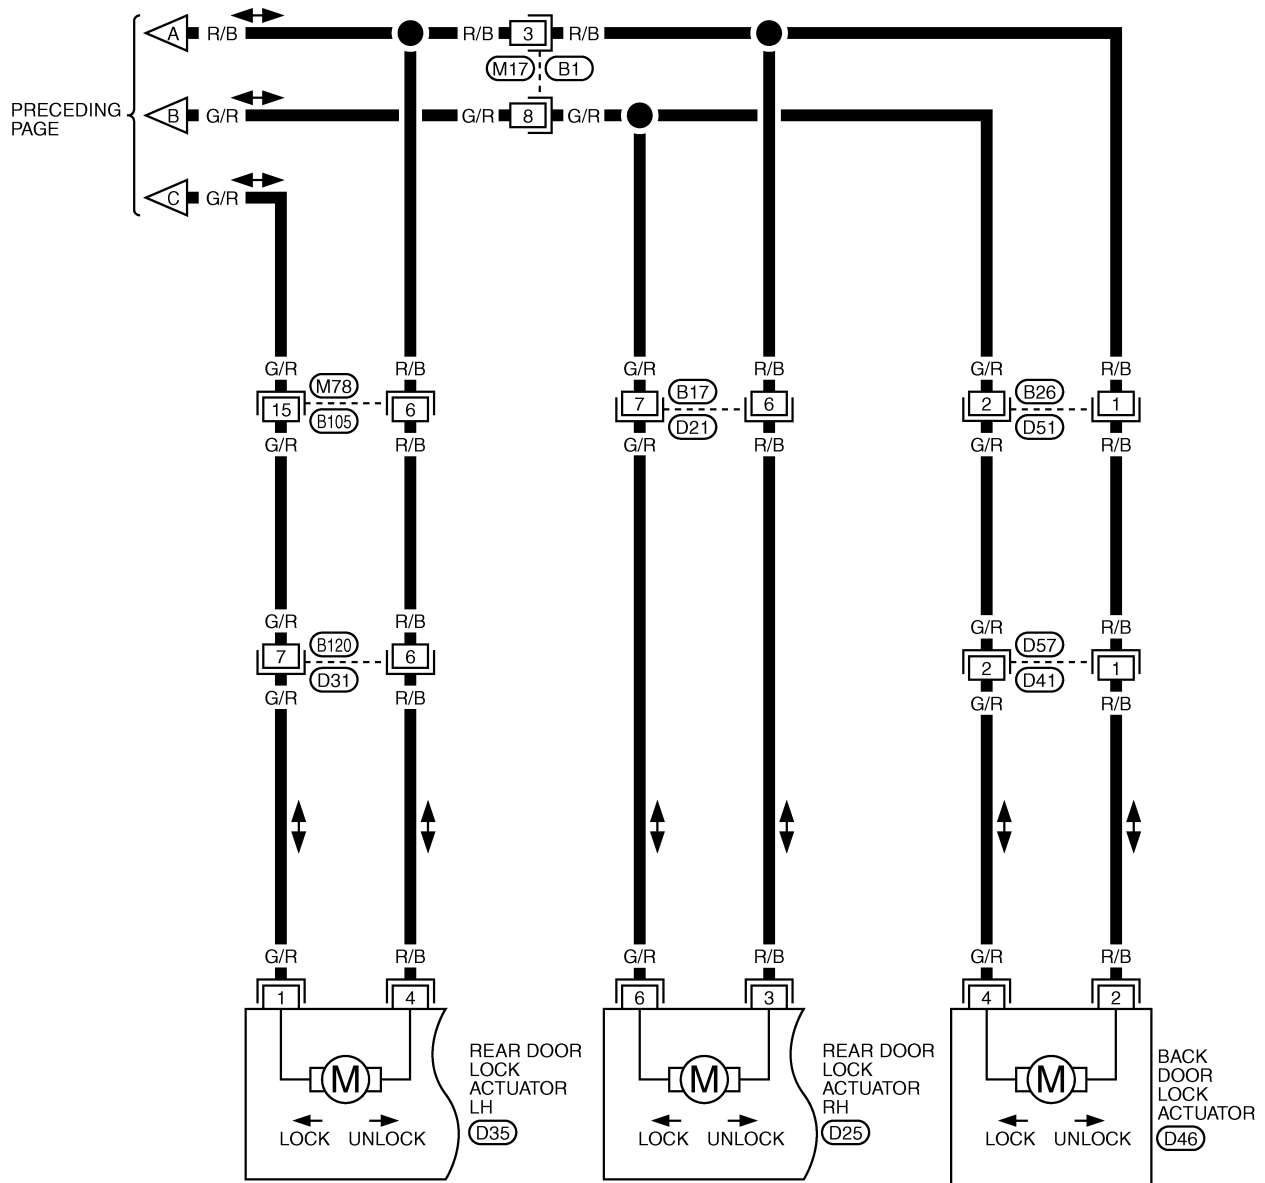 A R/B R/B 3 R/B
M17 B1
PRECEDING
PAGE
B G/R G/R 8 G/R
C G/R
G/R R/B G/R R/B G/R R/B
M78 B17 B26
15 6 7 6 2 1
B105 D21 D51
G/R R/B G/R R/B G/R R/B
G/R R/B G/R R/B
B120 D57
7 6 2 1
D31 D41
G/R R/B G/R R/B
G/R R/B G/R R/B G/R R/B
1 4 6 3 4 2
M
LOCK UNLOCK
REAR DOOR
LOCK
ACTUATOR
LH
D35
M
LOCK UNLOCK
REAR DOOR
LOCK
ACTUATOR
RH
D25
M
LOCK UNLOCK
BACK
DOOR
LOCK
ACTUATOR
D46